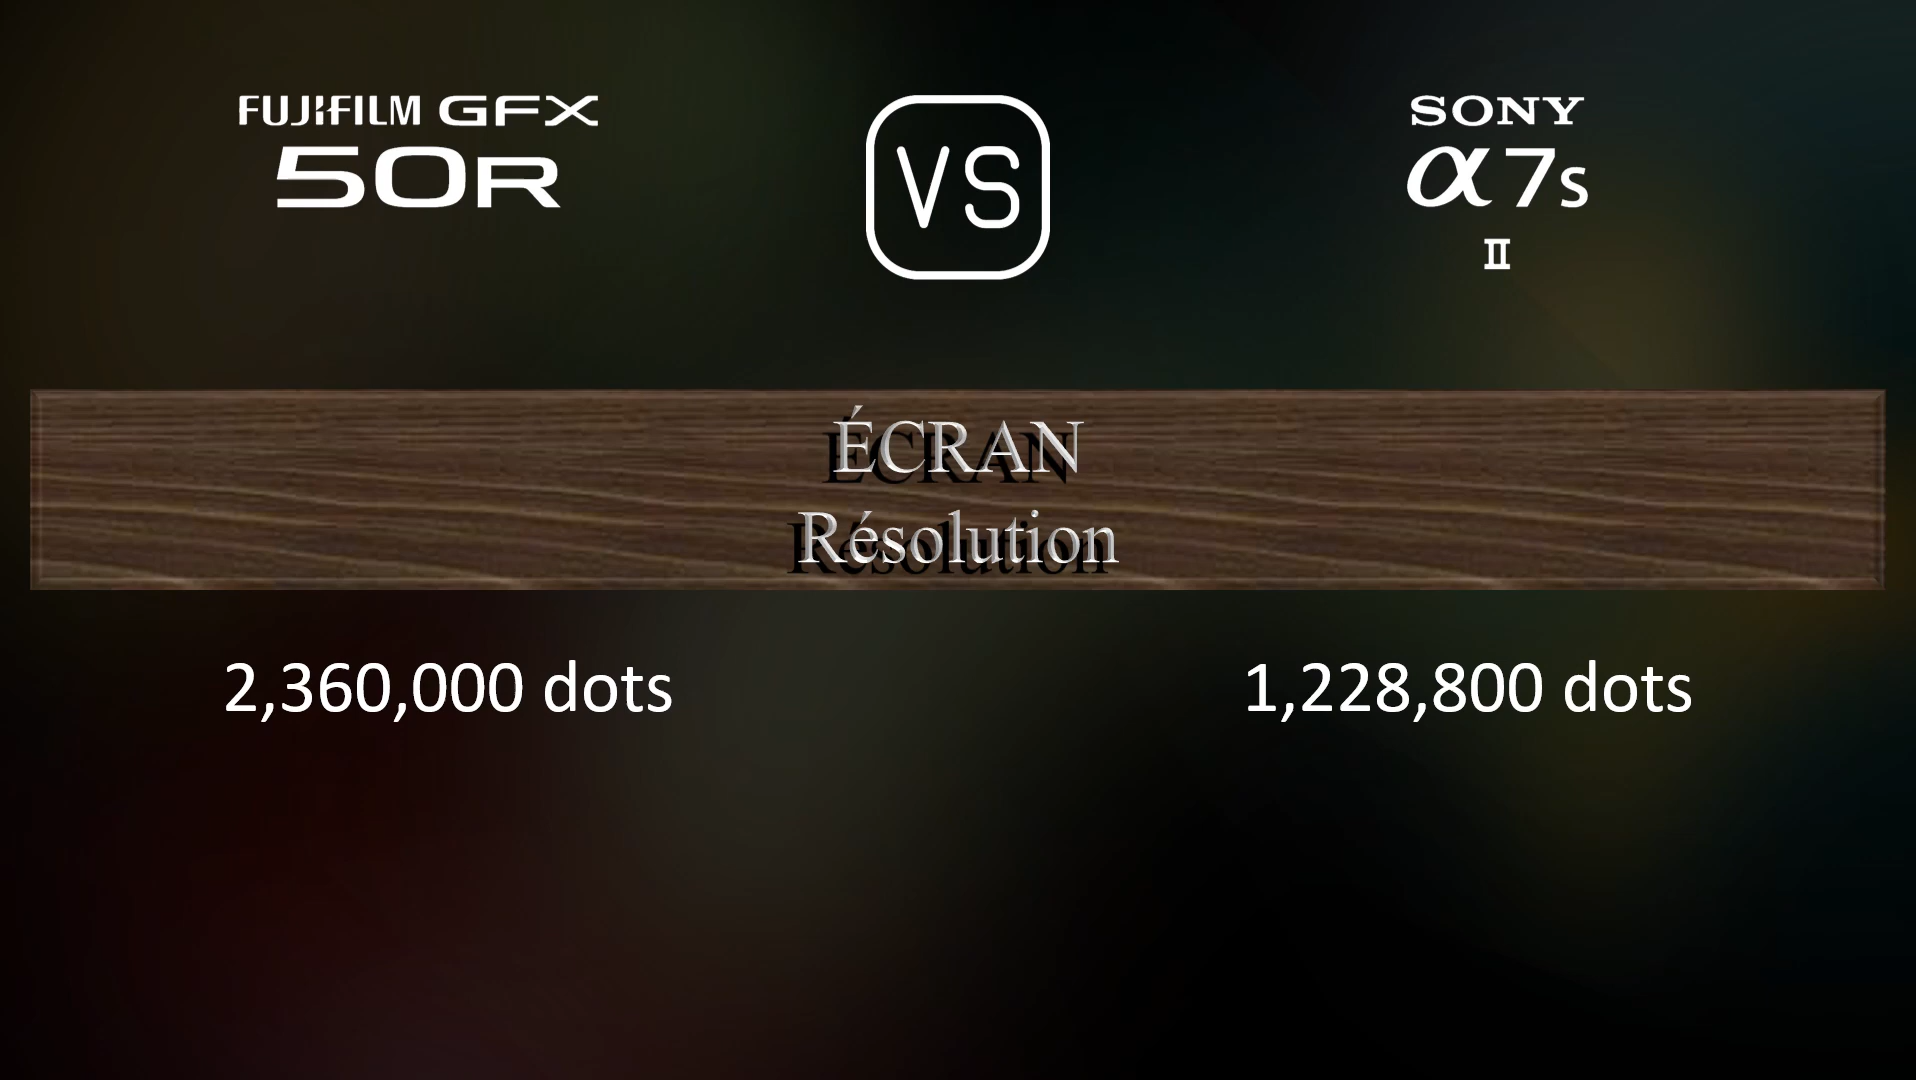 FUJIFILM GFX
50R
VS
SONY
α7s
II
ÉCRAN
Résolution
2,360,000 dots
1,228,800 dots